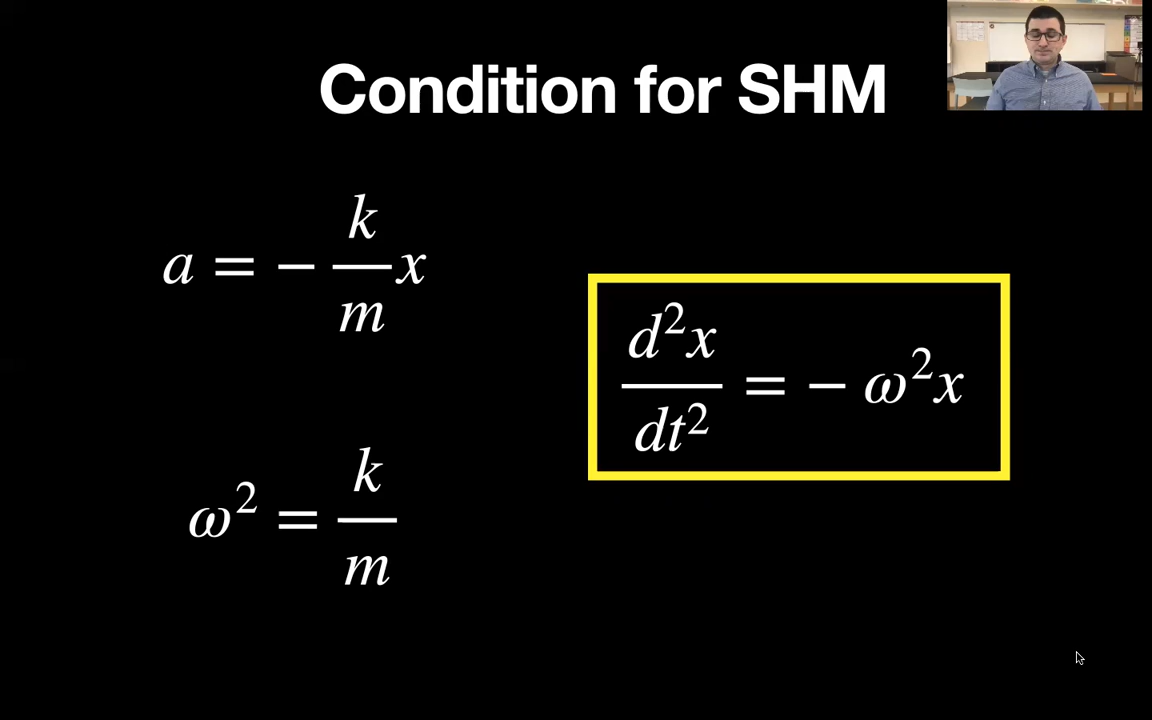 Condition for SHM
a = − k/m x
d²x/dt² = − ω²x
ω² = k/m